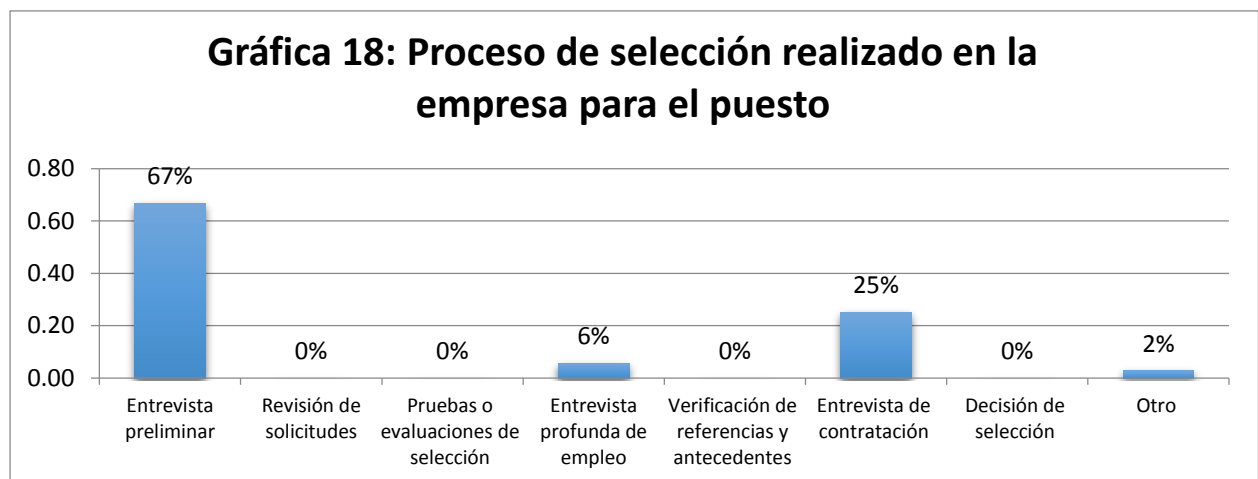 Gráfica 18: Proceso de selección realizado en la
empresa para el puesto
0.80
0.60
0.40
0.20
0.00
67%
0%
0%
6%
0%
25%
0%
2%
Entrevista
preliminar
Revisión de
solicitudes
Pruebas o
evaluaciones de
selección
Entrevista
profunda de
empleo
Verificación de
referencias y
antecedentes
Entrevista de
contratación
Decisión de
selección
Otro